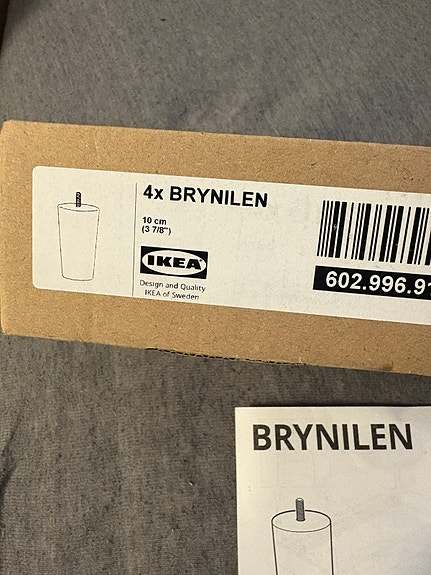 4x BRYNILEN
10 cm
(3 7/8")
IKEA
Design and Quality
IKEA of Sweden
602.996.91
BRYNILEN